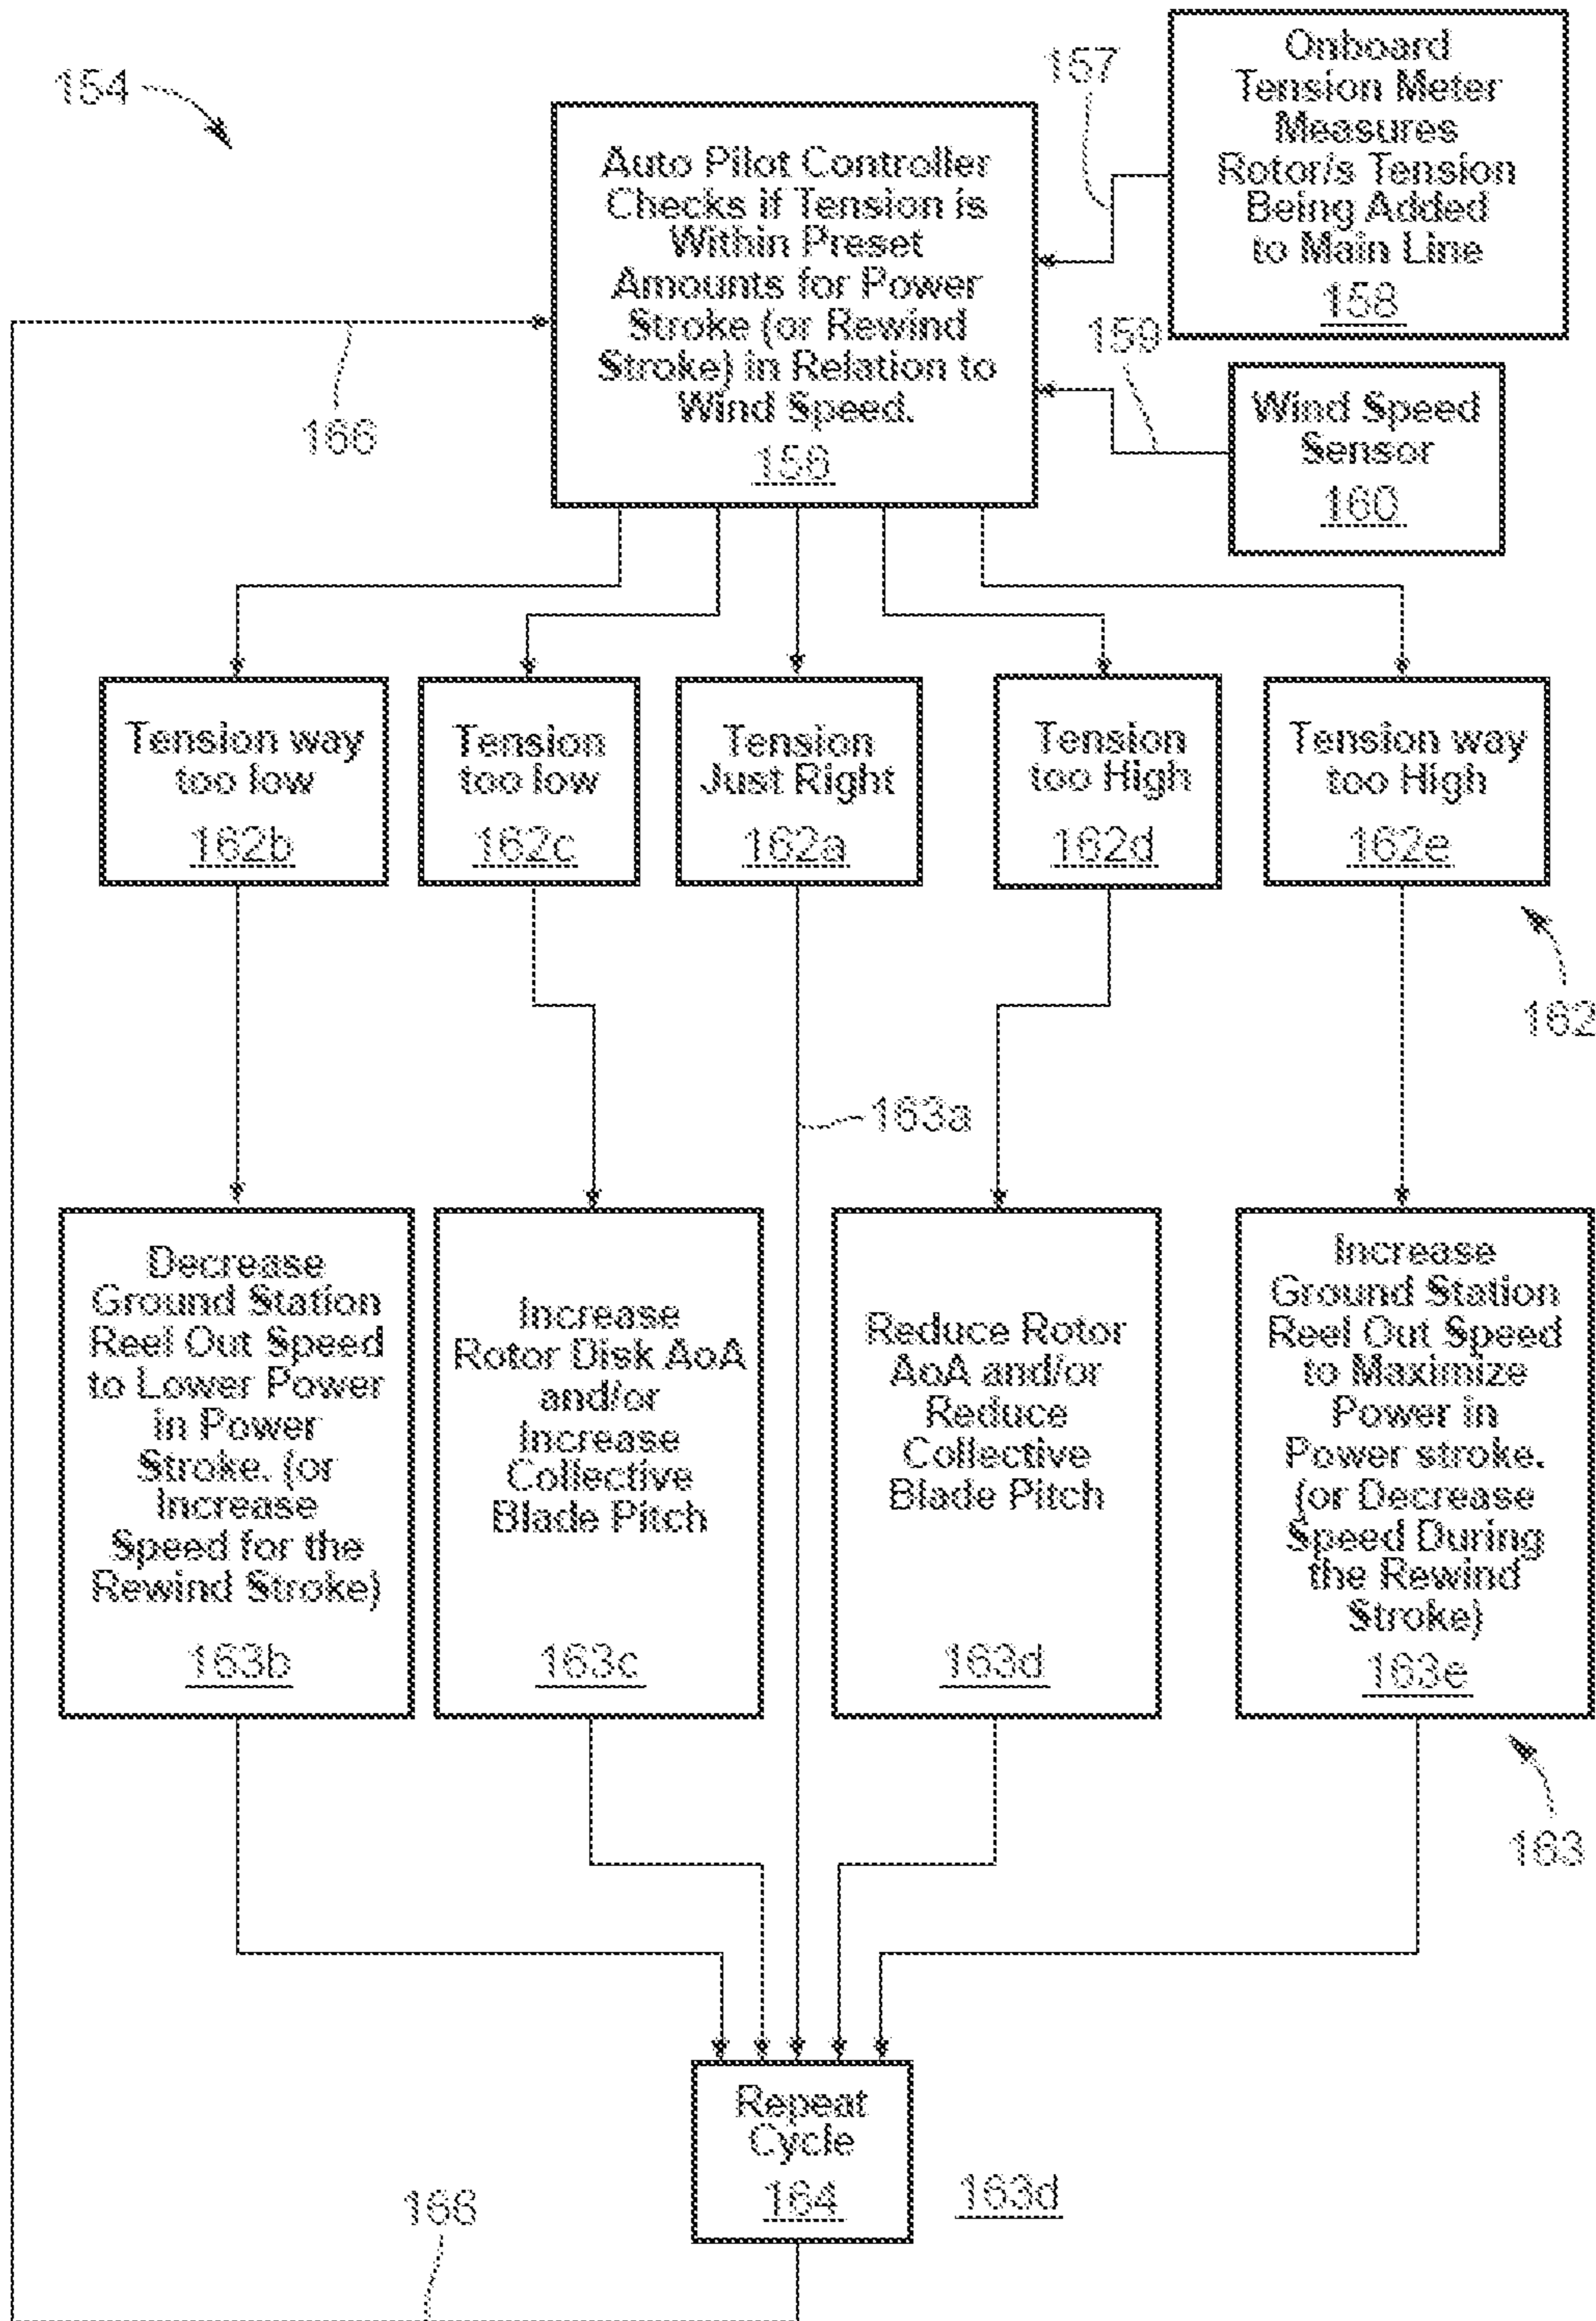 154
157
Onboard
Tension Meter
Measures
Rotor/s Tension
Being Added
to Main Line
158
Auto Pilot Controller
Checks if Tension is
Within Preset
Amounts for Power
Stroke (or Rewind
Stroke) in Relation to
Wind Speed.
156
159
Wind Speed
Sensor
160
166
Tension way
too low
162b
Tension
too low
162c
Tension
Just Right
162a
Tension
too High
162d
Tension way
too High
162e
162
163a
Decrease
Ground Station
Reel Out Speed
to Lower Power
in Power
Stroke. (or
Increase
Speed for the
Rewind Stroke)
163b
Increase
Rotor Disk AoA
and/or
Increase
Collective
Blade Pitch
163c
Reduce Rotor
AoA and/or
Reduce
Collective
Blade Pitch
163d
Increase
Ground Station
Reel Out Speed
to Maximize
Power in
Power stroke.
(or Decrease
Speed During
the Rewind
Stroke)
163e
163
Repeat
Cycle
164
163d
166